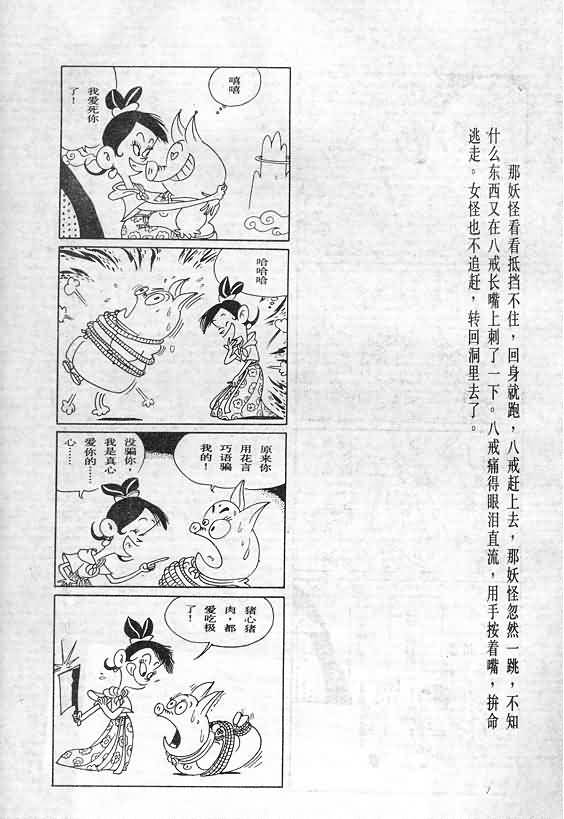 那妖怪看看抵挡不住，回身就跑，八戒赶上去，那妖怪忽然一跳，不知
什么东西又在八戒长嘴上刺了一下。八戒痛得眼泪直流，用手按着嘴，拚命
逃走。女怪也不追赶，转回洞里去了。
嘻嘻
我爱死你
了！
哈哈哈
原来你
用花言
巧语骗
我的！
没骗你，
我是真心
爱你的……
心……
猪心猪
肉，都
爱吃极
了！